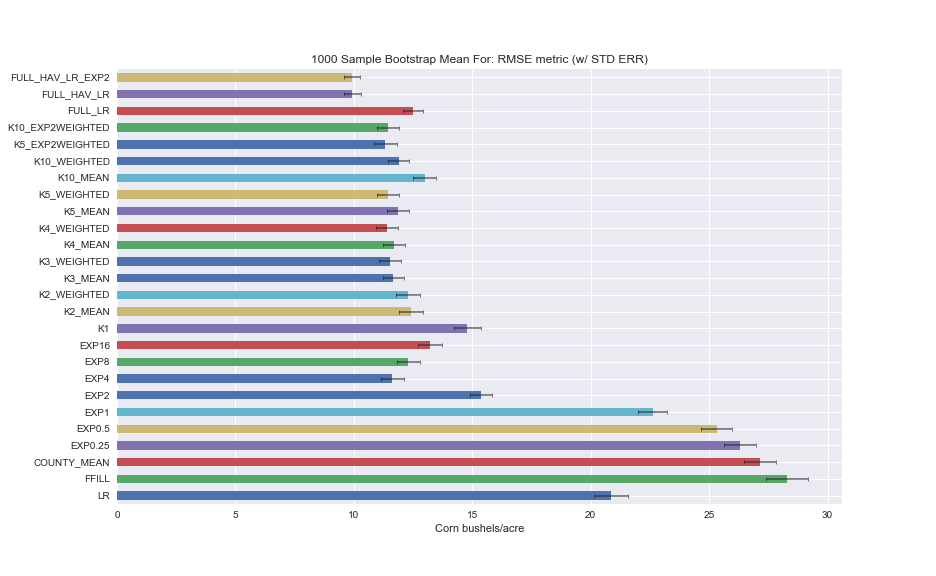 1000 Sample Bootstrap Mean For: RMSE metric (w/ STD ERR)
FULL_HAV_LR_EXP2
FULL_HAV_LR
FULL_LR
K10_EXP2WEIGHTED
K5_EXP2WEIGHTED
K10_WEIGHTED
K10_MEAN
K5_WEIGHTED
K5_MEAN
K4_WEIGHTED
K4_MEAN
K3_WEIGHTED
K3_MEAN
K2_WEIGHTED
K2_MEAN
K1
EXP16
EXP8
EXP4
EXP2
EXP1
EXP0.5
EXP0.25
COUNTY_MEAN
FFILL
LR
0 5 10 15 20 25 30
Corn bushels/acre